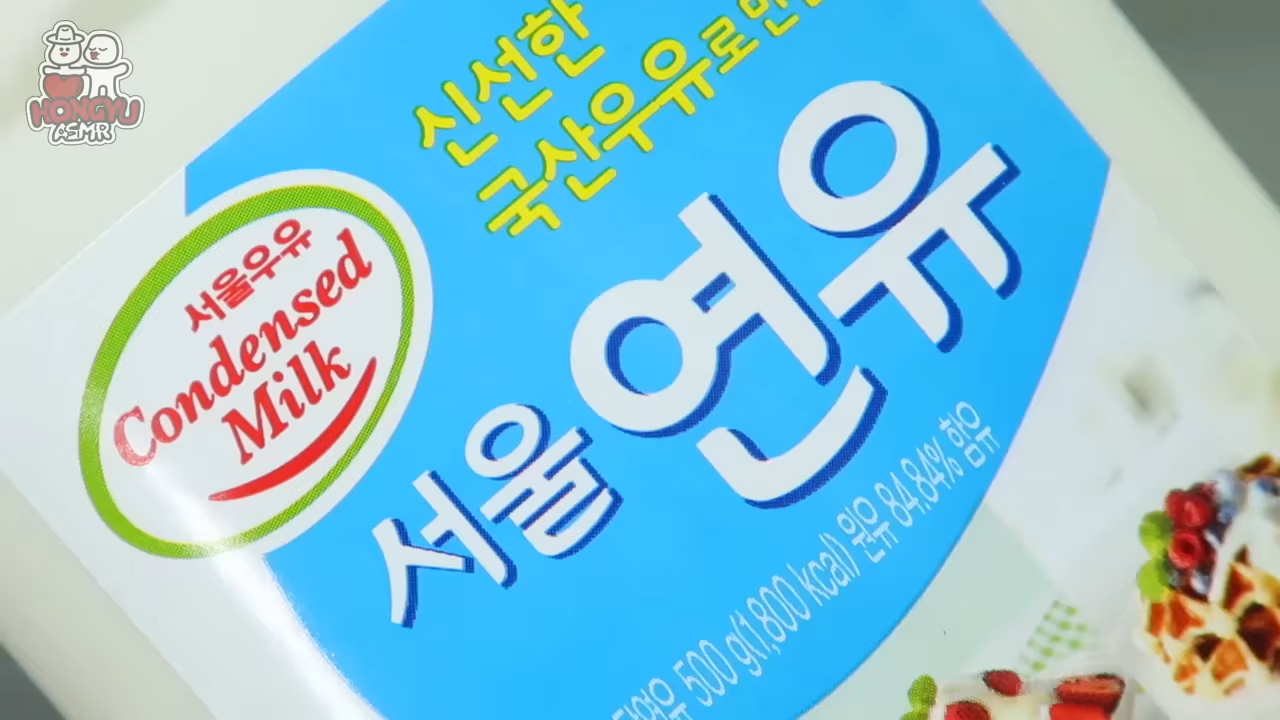 HONGYU
ASMR
신선한
국산우유로 만
서울우유
Condensed
Milk
서울
연유
500 g(1,800 kcal) 원유 84.84% 함유